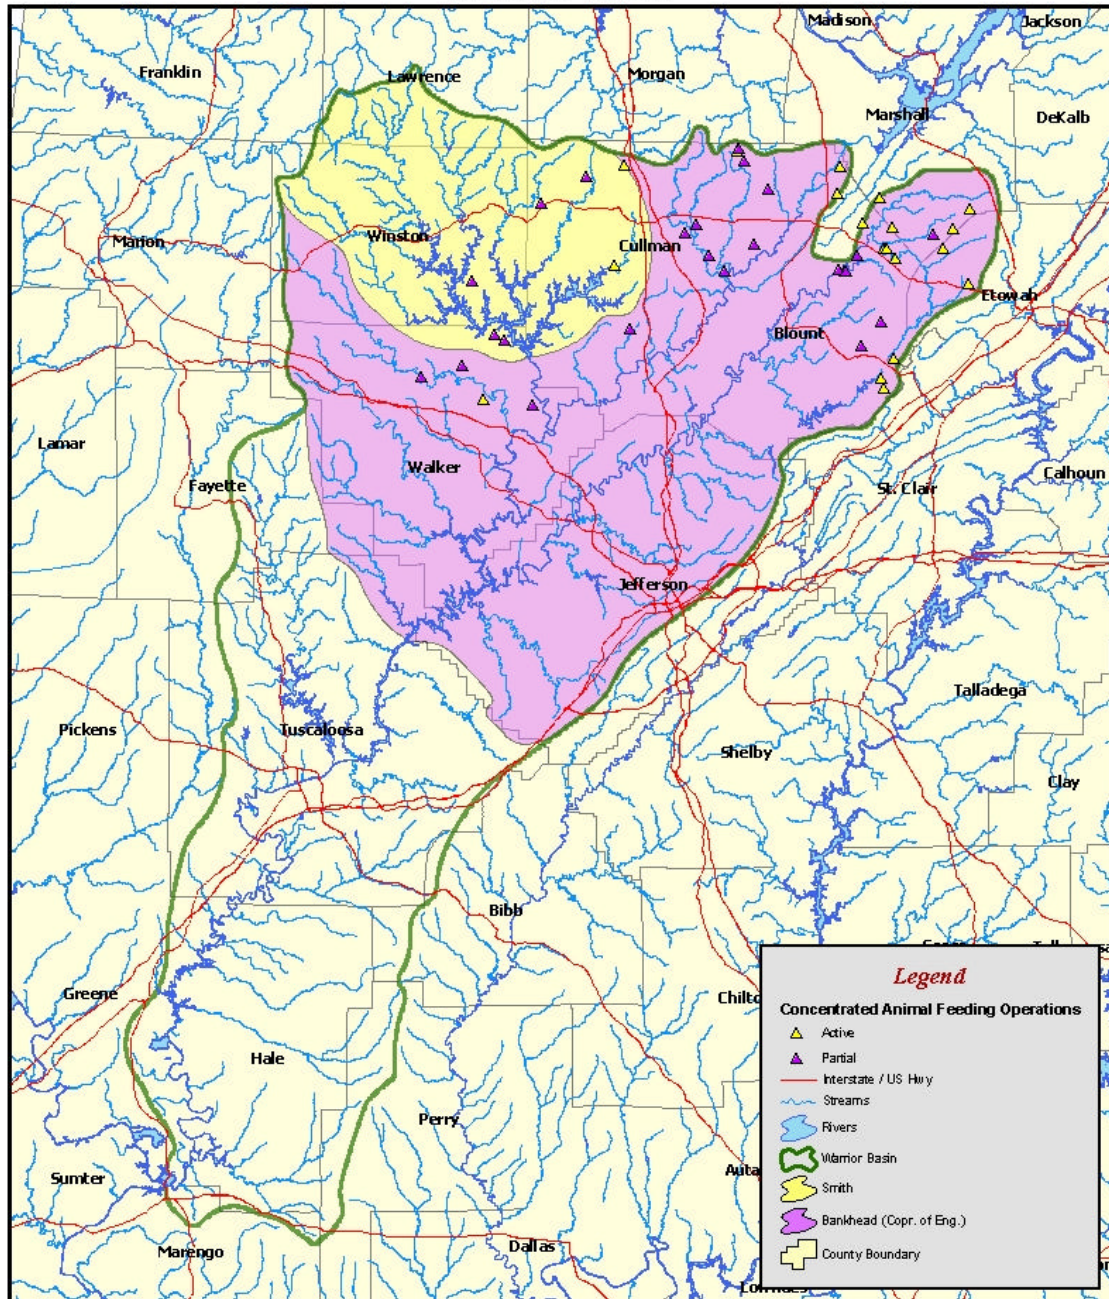 Madison
Jackson
Franklin
Lawrence
Morgan
Marshall
DeKalb
Marion
Winston
Cullman
Etowah
Blount
Lamar
Walker
Fayette
St. Clair
Calhoun
Jefferson
Talladega
Pickens
Tuscaloosa
Shelby
Clay
Bibb
Greene
Chilto
Hale
Perry
Auta
Sumter
Marengo
Dallas
Legend
Concentrated Animal Feeding Operations
Active
Partial
Interstate / US Hwy
Streams
Rivers
Warrior Basin
Smith
Bankhead (Copr. of Eng.)
County Boundary